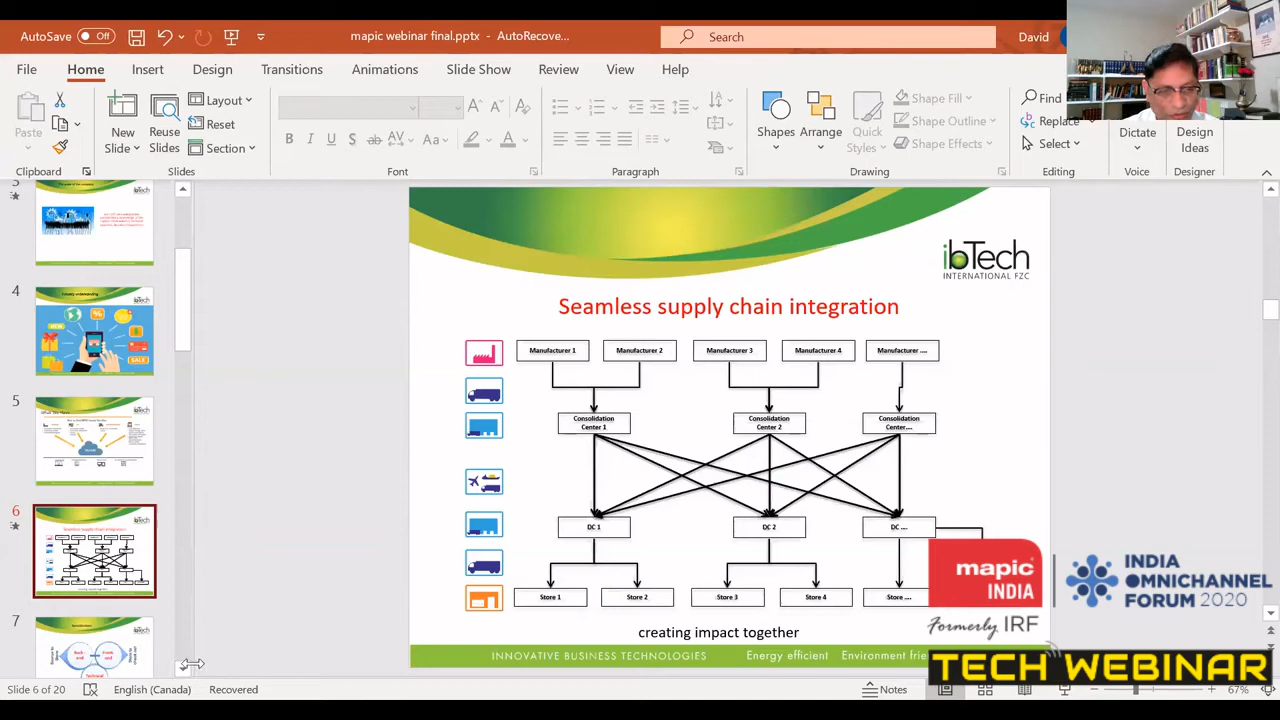 AutoSave Off
mapic webinar final.pptx - AutoRecove...
Search
David
File Home Insert Design Transitions Animations Slide Show Review View Help
Paste
New Slide
Reuse Slides
Layout
Reset
Section
B I U S ab AV Aa A
Shapes
Arrange
Quick Styles
Shape Fill
Shape Outline
Shape Effects
Find
Replace
Select
Dictate
Design Ideas
Clipboard Slides Font Paragraph Drawing Editing Voice Designer
3
4
5
6
7
ibTech
INTERNATIONAL FZC
Seamless supply chain integration
Manufacturer 1 Manufacturer 2 Manufacturer 3 Manufacturer 4 Manufacturer ....
Consolidation Center 1
Consolidation Center 2
Consolidation Center....
DC 1 DC 2 DC ....
Store 1 Store 2 Store 3 Store 4 Store ....
creating impact together
INNOVATIVE BUSINESS TECHNOLOGIES Energy efficient Environment frie
mapic
INDIA
Formerly IRF
INDIA
OMNICHANNEL
FORUM 2020
TECH WEBINAR
Slide 6 of 20 English (Canada) Recovered Notes 67%